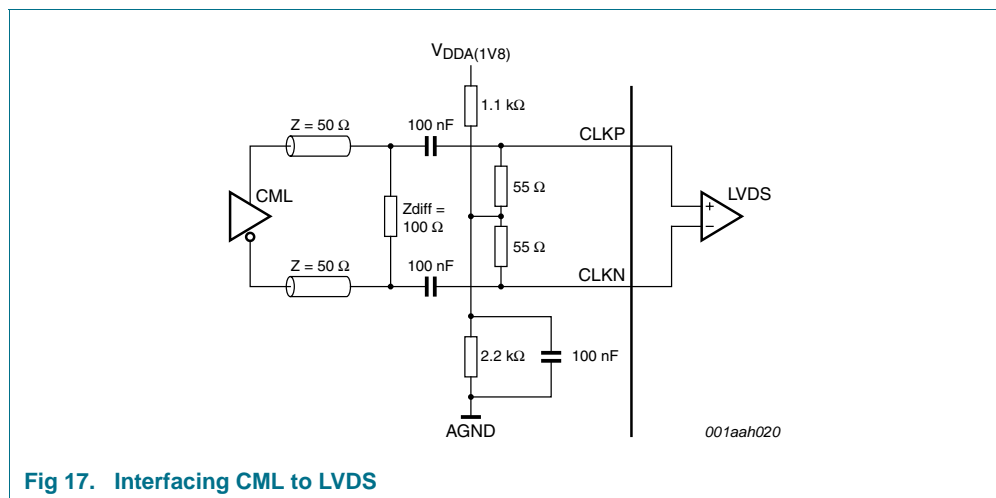 VDDA(1V8)
1.1 kΩ
Z = 50 Ω
100 nF
CLKP
CML
Zdiff =
100 Ω
55 Ω
LVDS
+
−
55 Ω
Z = 50 Ω
100 nF
CLKN
2.2 kΩ
100 nF
AGND
001aah020
Fig 17. Interfacing CML to LVDS